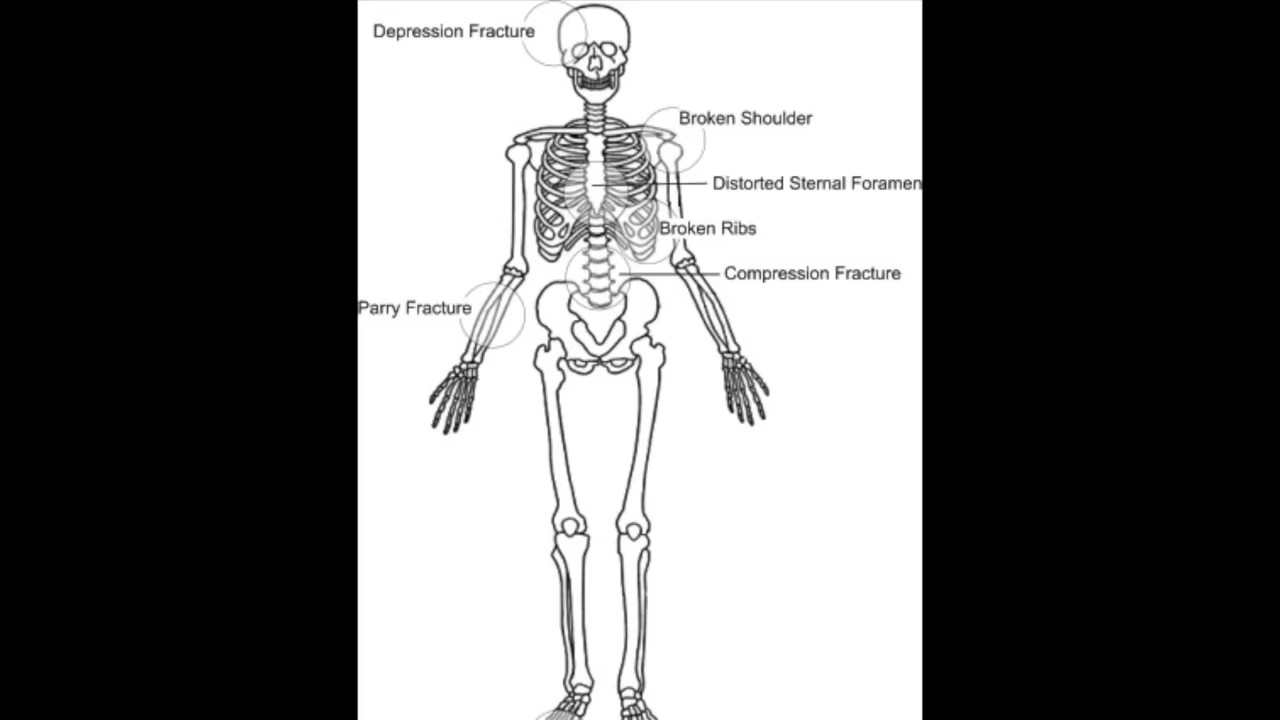 Depression Fracture
Broken Shoulder
Distorted Sternal Foramen
Broken Ribs
Compression Fracture
Parry Fracture